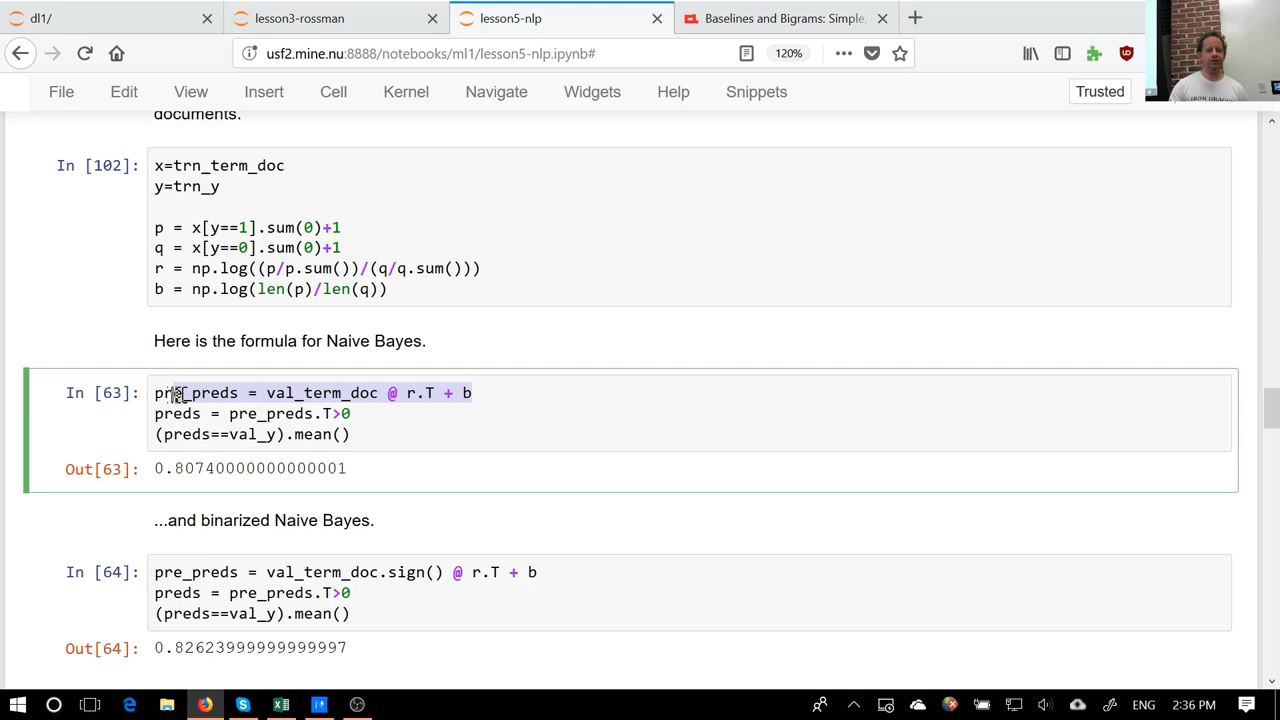 dl1/
lesson3-rossman
lesson5-nlp
Baselines and Bigrams: Simple,
usf2.mine.nu:8888/notebooks/ml1/lesson5-nlp.ipynb#
120%
File Edit View Insert Cell Kernel Navigate Widgets Help Snippets
Trusted
documents.
In [102]:
x=trn_term_doc
y=trn_y
p = x[y==1].sum(0)+1
q = x[y==0].sum(0)+1
r = np.log((p/p.sum())/(q/q.sum()))
b = np.log(len(p)/len(q))
Here is the formula for Naive Bayes.
In [63]:
pre_preds = val_term_doc @ r.T + b
preds = pre_preds.T>0
(preds==val_y).mean()
Out[63]: 0.80740000000000001
...and binarized Naive Bayes.
In [64]:
pre_preds = val_term_doc.sign() @ r.T + b
preds = pre_preds.T>0
(preds==val_y).mean()
Out[64]: 0.82623999999999997
ENG 2:36 PM